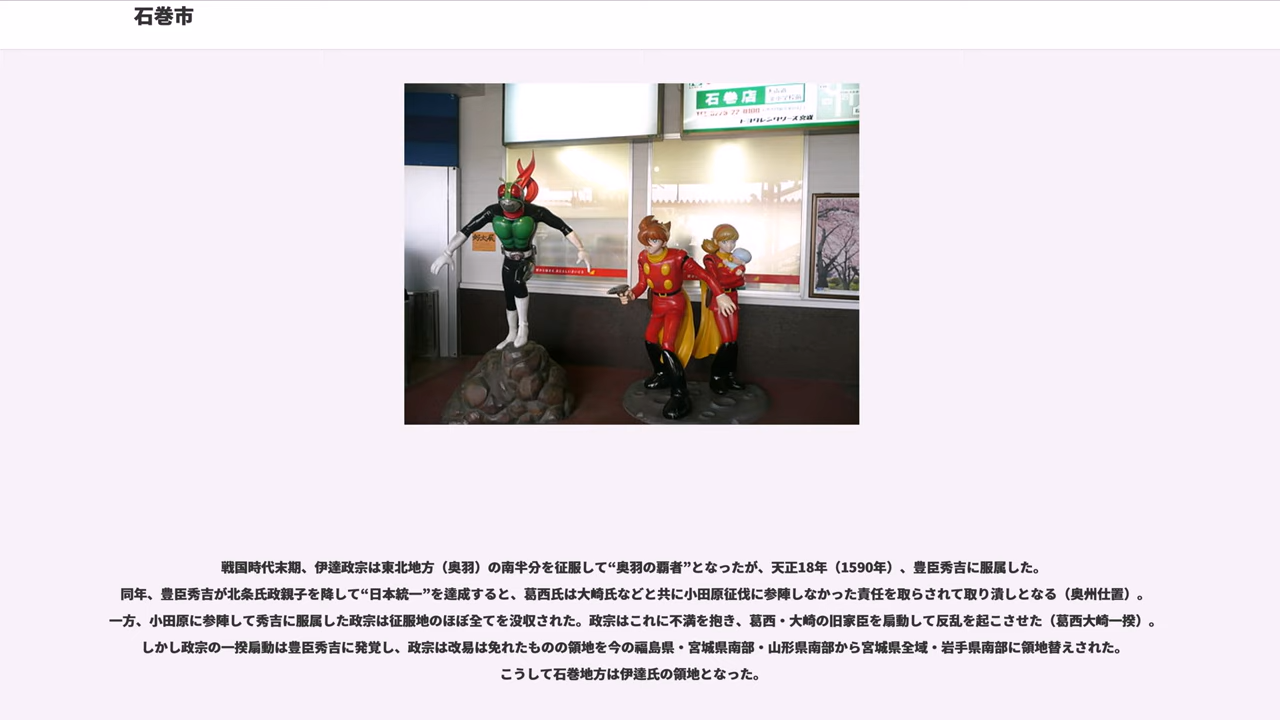 石巻市
石巻店
トヨタレンタリース宮城
戦国時代末期、伊達政宗は東北地方（奥羽）の南半分を征服して“奥羽の覇者”となったが、天正18年（1590年）、豊臣秀吉に服属した。
同年、豊臣秀吉が北条氏政親子を降して“日本統一”を達成すると、葛西氏は大崎氏などと共に小田原征伐に参陣しなかった責任を取らされて取り潰しとなる（奥州仕置）。
一方、小田原に参陣して秀吉に服属した政宗は征服地のほぼ全てを没収された。政宗はこれに不満を抱き、葛西・大崎の旧家臣を扇動して反乱を起こさせた（葛西大崎一揆）。
しかし政宗の一揆扇動は豊臣秀吉に発覚し、政宗は改易は免れたものの領地を今の福島県・宮城県南部・山形県南部から宮城県全域・岩手県南部に領地替えされた。
こうして石巻地方は伊達氏の領地となった。